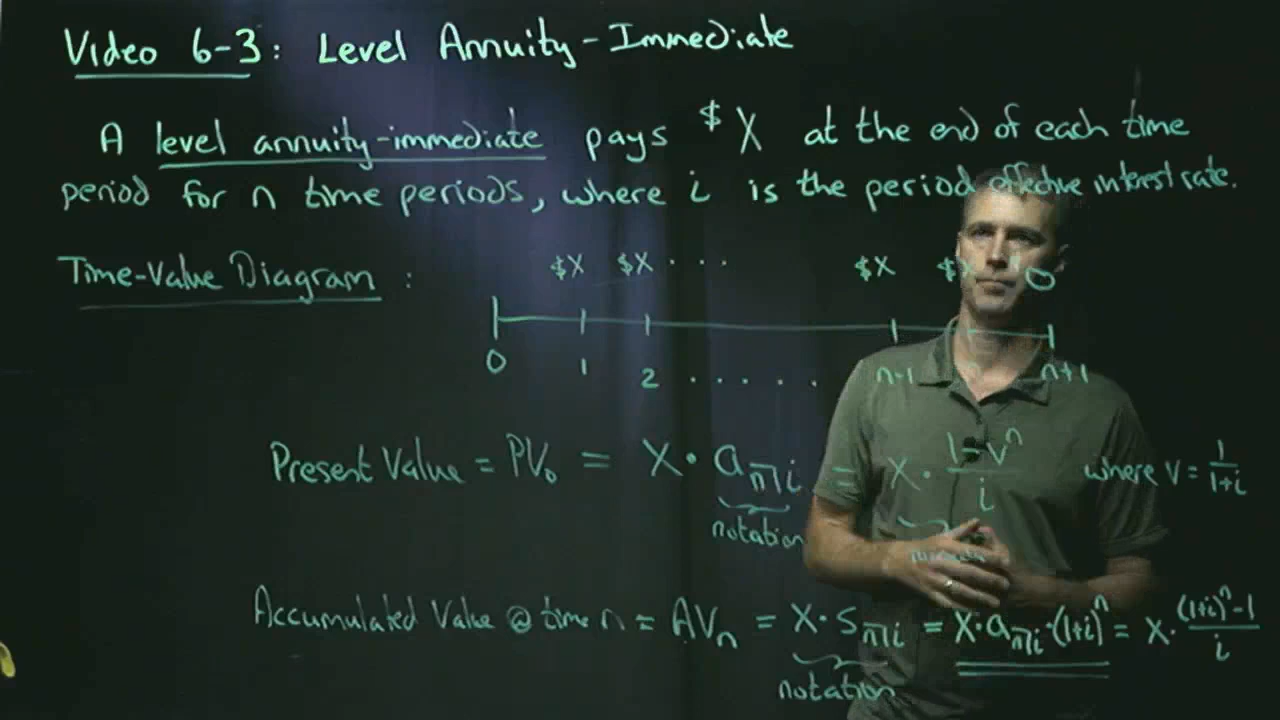 Video 6-3: Level Annuity-Immediate
A level annuity-immediate pays $X at the end of each time
period for n time periods, where i is the period effective interest rate.
Time-Value Diagram :
$X $X . . . $X $X 0
0 1 2 . . . . . n-1 n+1
Present Value = PV₀ = X · a_n̅|i = X · (1-vⁿ)/i where v = 1/(1+i)
notation
Accumulated Value @ time n = AVₙ = X · s_n̅|i = X · a_n̅|i · (1+i)ⁿ = X · ((1+i)ⁿ-1)/i
notation